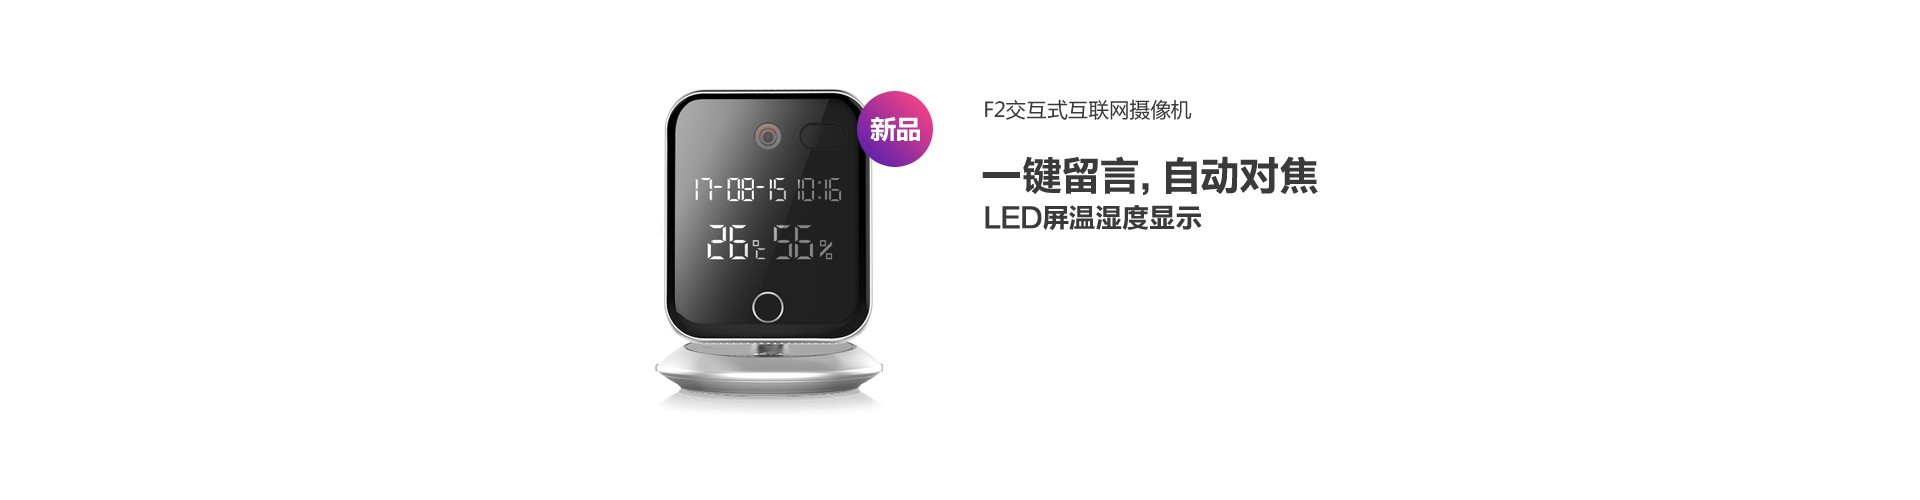 新品
17-08-15 10:16
26℃ 56%
F2交互式互联网摄像机
一键留言, 自动对焦
LED屏温湿度显示